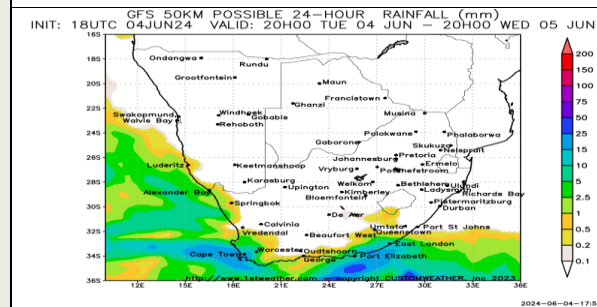 GFS 50KM POSSIBLE 24-HOUR RAINFALL (mm)
INIT: 18UTC 04JUN24 VALID: 20H00 TUE 04 JUN - 20H00 WED 05 JUN
16S
18S
20S
22S
24S
26S
28S
30S
32S
34S
36S
Ondangwa
Rundu
Grootfontein
Maun
Ghanzi
Francistown
Swakopmund
Walvis Bay
Windhoek
Gobabis
Rehoboth
Musina
Polokwane
Phalaborwa
Gaborone
Skukuza
Nelspruit
Pretoria
Johannesburg
Ermelo
Luderitz
Keetmanshoop
Vryburg
Potchefstroom
Karasburg
Upington
Welkom
Bethlehem
Ulundi
Alexander Bay
Kimberley
Ladysmith
Richards Bay
Bloemfontein
Springbok
Pietermaritzburg
Durban
De Aar
Calvinia
Vredendal
Beaufort West
Umtata
Queenstown
Port St Johns
East London
Cape Town
Worcester
Oudtshoorn
George
Port Elizabeth
http://www.1stweather.com - copyright CUSTOMWEATHER, Inc 2023
12E
15E
18E
21E
24E
27E
30E
33E
36E
200
150
100
75
50
25
15
10
5
2.5
1
0.5
0.2
0.1
2024-06-04-17:5